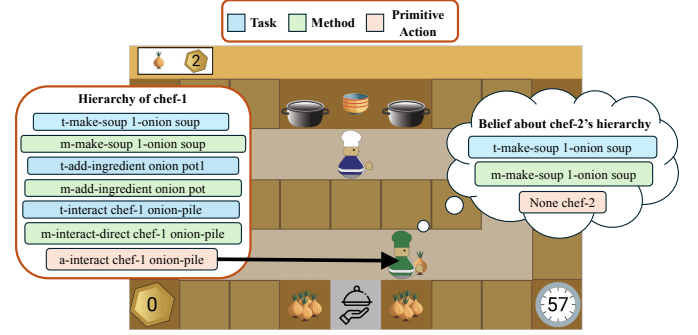 Task
Method
Primitive
Action
2
Hierarchy of chef-1
t-make-soup 1-onion soup
m-make-soup 1-onion soup
t-add-ingredient onion pot1
m-add-ingredient onion pot
t-interact chef-1 onion-pile
m-interact-direct chef-1 onion-pile
a-interact chef-1 onion-pile
Belief about chef-2's hierarchy
t-make-soup 1-onion soup
m-make-soup 1-onion soup
None chef-2
0
57